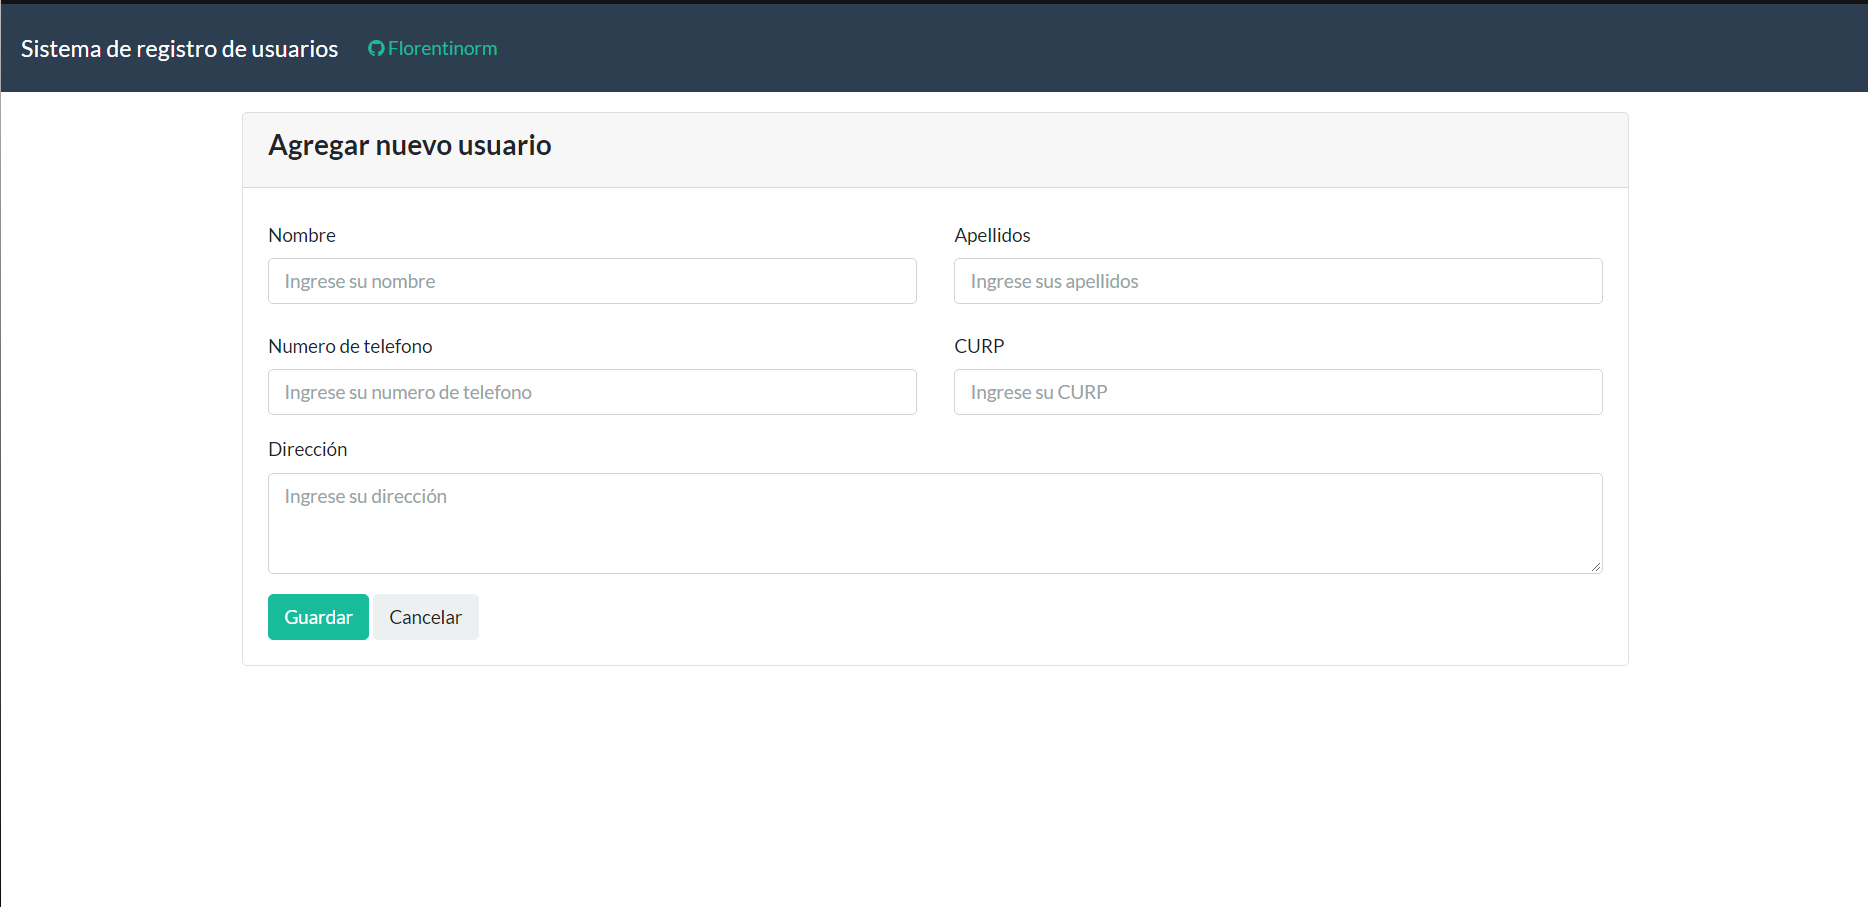 Sistema de registro de usuarios Florentinorm
Agregar nuevo usuario
Nombre Apellidos
Ingrese su nombre Ingrese sus apellidos
Numero de telefono CURP
Ingrese su numero de telefono Ingrese su CURP
Dirección
Ingrese su dirección
Guardar Cancelar